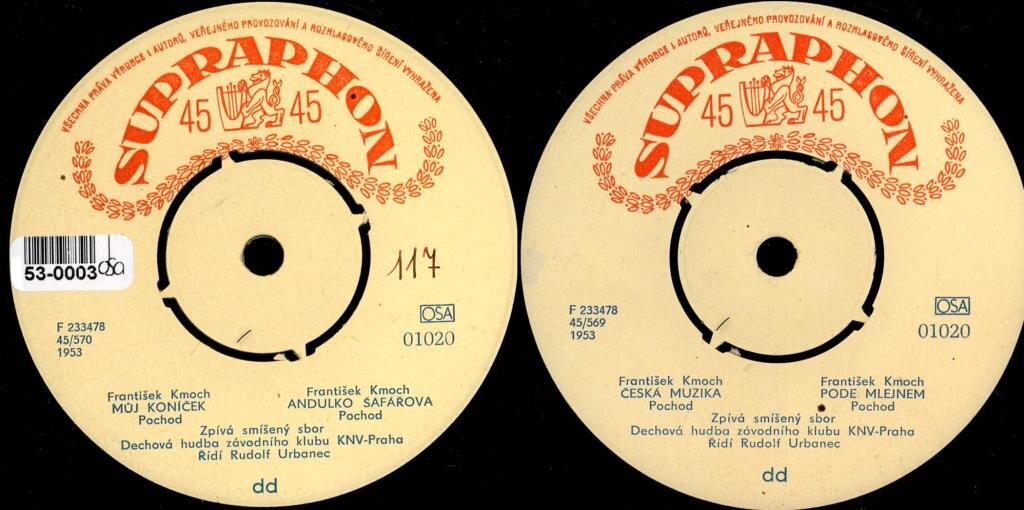 VŠECHNA PRÁVA VÝROBCE I AUTORŮ, VEŘEJNÉHO PROVOZOVÁNÍ A ROZHLASOVÉHO ŠÍŘENÍ VYHRAŽENA
SUPRAPHON
45 45
53-0003 osa
117
F 233478
45/570
1953
OSA
01020
František Kmoch
MŮJ KONÍČEK
Pochod
František Kmoch
ANDULKO ŠAFÁŘOVA
Pochod
Zpívá smíšený sbor
Dechová hudba závodního klubu KNV-Praha
Řídí Rudolf Urbanec
dd
VŠECHNA PRÁVA VÝROBCE I AUTORŮ, VEŘEJNÉHO PROVOZOVÁNÍ A ROZHLASOVÉHO ŠÍŘENÍ VYHRAŽENA
SUPRAPHON
45 45
F 233478
45/569
1953
OSA
01020
František Kmoch
ČESKÁ MUZIKA
Pochod
František Kmoch
PODE MLEJNEM
Pochod
Zpívá smíšený sbor
Dechová hudba závodního klubu KNV-Praha
Řídí Rudolf Urbanec
dd